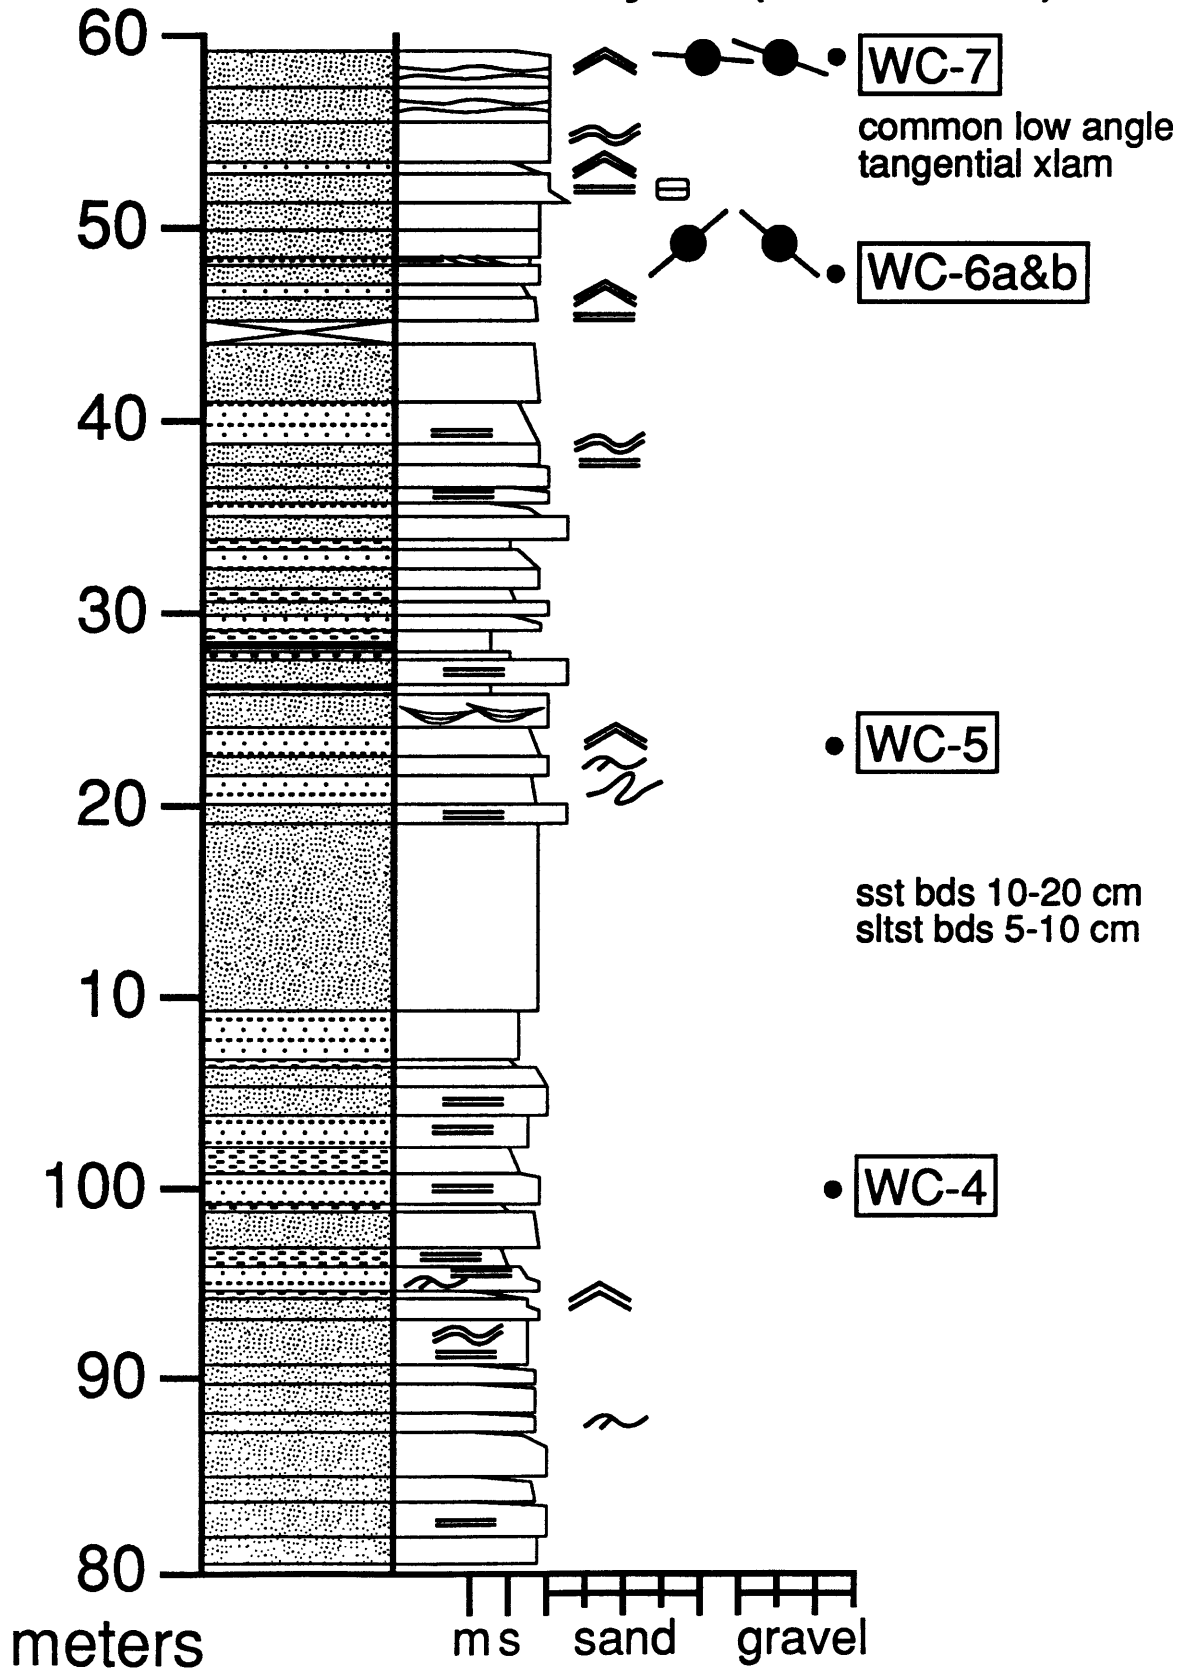 60
WC-7
common low angle
tangential xlam
50
WC-6a&b
40
30
WC-5
20
sst bds 10-20 cm
sltst bds 5-10 cm
10
100
WC-4
90
80
meters
m s sand gravel